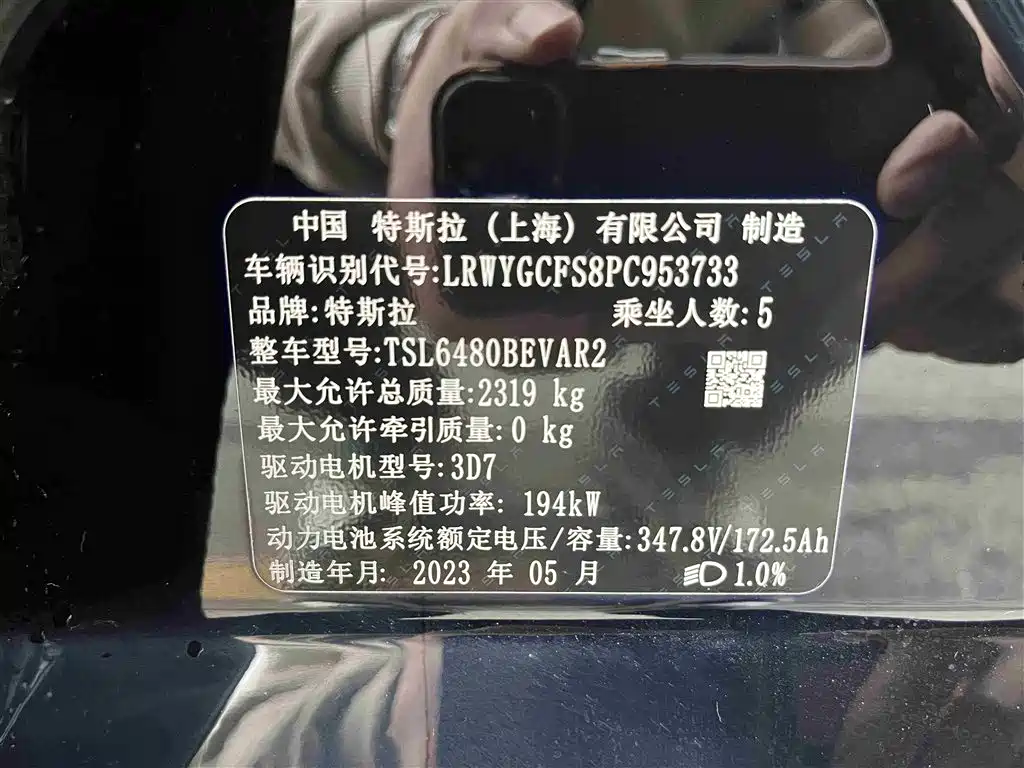 中国 特斯拉 (上海) 有限公司 制造
车辆识别代号:LRWYGCFS8PC953733
品牌:特斯拉 乘坐人数:5
整车型号:TSL6480BEVAR2
最大允许总质量:2319 kg
最大允许牵引质量:0 kg
驱动电机型号:3D7
驱动电机峰值功率: 194kW
动力电池系统额定电压/容量:347.8V/172.5Ah
制造年月: 2023 年 05 月 1.0%
TESLA